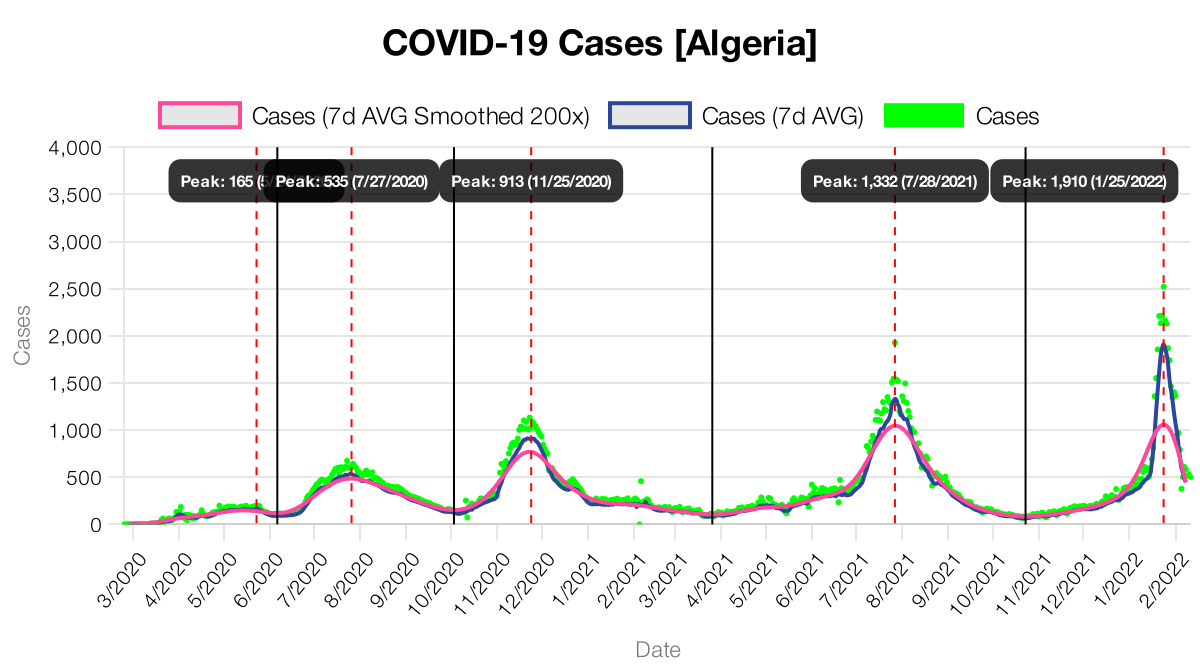 COVID-19 Cases [Algeria]
Cases (7d AVG Smoothed 200x) Cases (7d AVG) Cases
4,000
Peak: 165 (5/ Peak: 535 (7/27/2020) Peak: 913 (11/25/2020) Peak: 1,332 (7/28/2021) Peak: 1,910 (1/25/2022)
3,500
3,000
2,500
2,000
1,500
1,000
500
0
Cases
3/2020 4/2020 5/2020 6/2020 7/2020 8/2020 9/2020 10/2020 11/2020 12/2020 1/2021 2/2021 3/2021 4/2021 5/2021 6/2021 7/2021 8/2021 9/2021 10/2021 11/2021 12/2021 1/2022 2/2022
Date